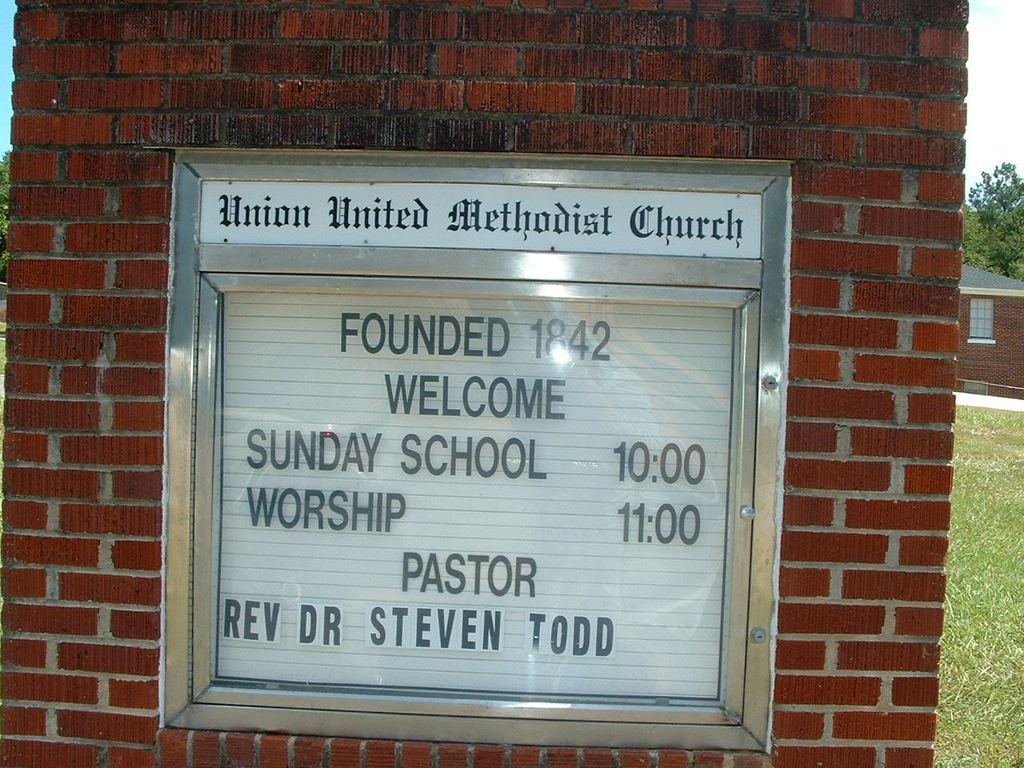 Union United Methodist Church
FOUNDED 1842
WELCOME
SUNDAY SCHOOL 10:00
WORSHIP 11:00
PASTOR
REV DR STEVEN TODD